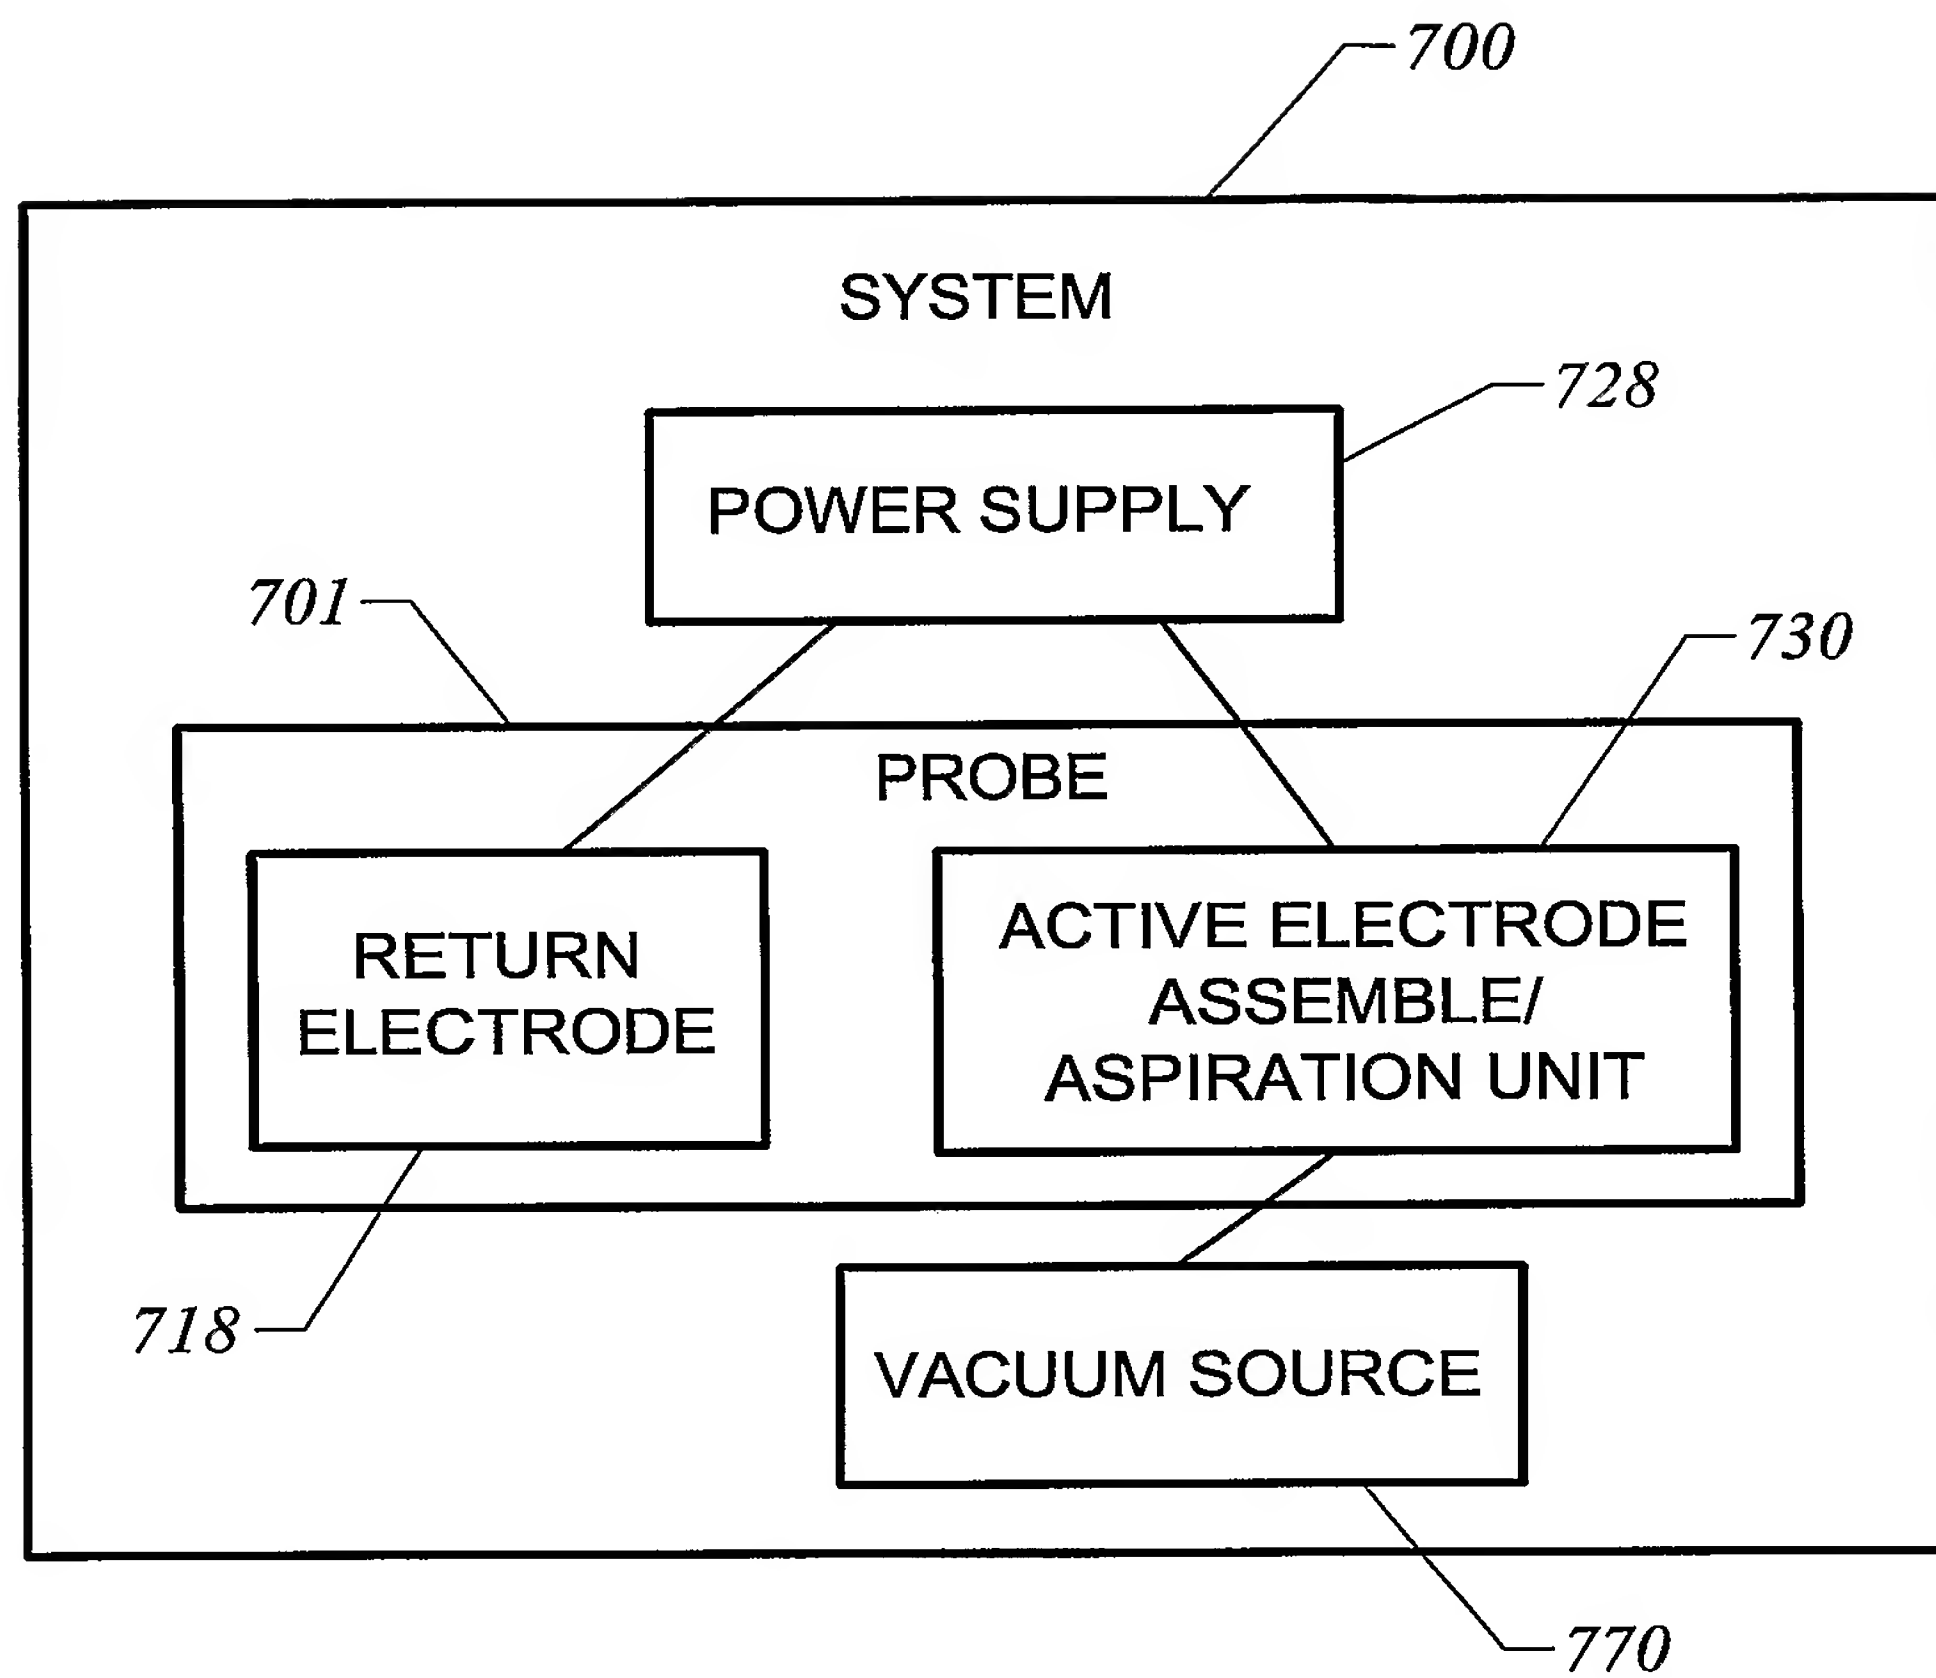 700
SYSTEM
728
POWER SUPPLY
701
730
PROBE
RETURN
ELECTRODE
ACTIVE ELECTRODE
ASSEMBLE/
ASPIRATION UNIT
718
VACUUM SOURCE
770